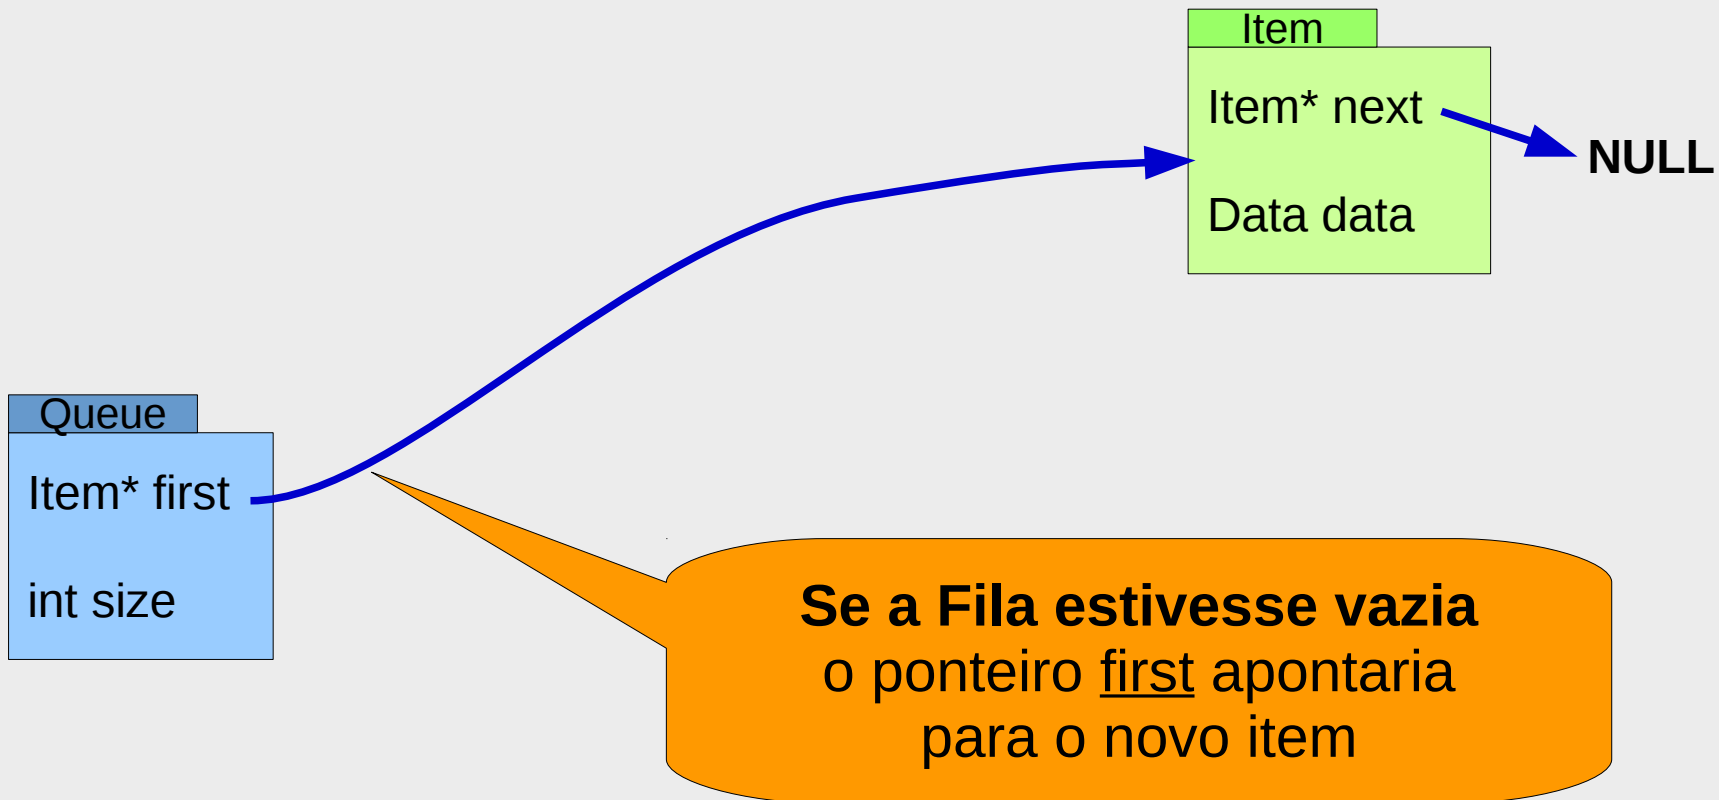 Item
Item* next
NULL
Data data
Queue
Item* first
int size
Se a Fila estivesse vazia
o ponteiro first apontaria
para o novo item